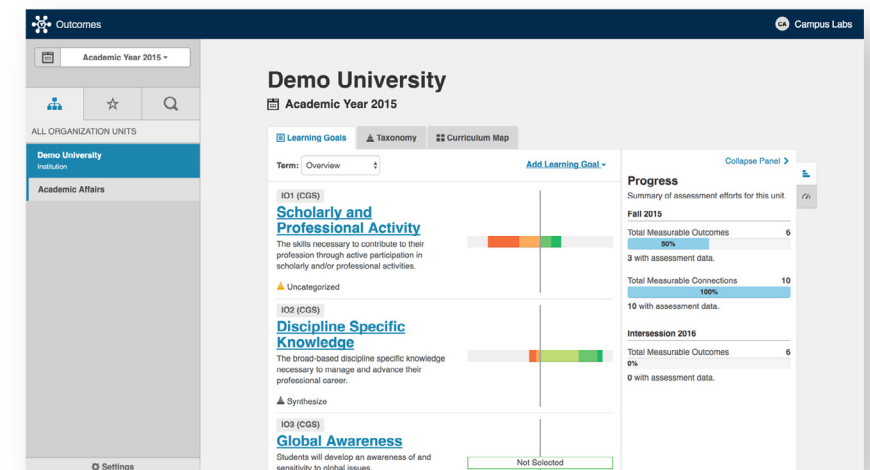 Outcomes
CA Campus Labs
Academic Year 2015
ALL ORGANIZATION UNITS
Demo University
Institution
Academic Affairs
Settings
Demo University
Academic Year 2015
Learning Goals Taxonomy Curriculum Map
Term: Overview Add Learning Goal
IO1 (CGS)
Scholarly and
Professional Activity
The skills necessary to contribute to their
profession through active participation in
scholarly and/or professional activities.
Uncategorized
IO2 (CGS)
Discipline Specific
Knowledge
The broad-based discipline specific knowledge
necessary to manage and advance their
professional career.
Synthesize
IO3 (CGS)
Global Awareness
Students will develop an awareness of and
sensitivity to global issues.
Not Selected
Collapse Panel
Progress
Summary of assessment efforts for this unit.
Fall 2015
Total Measurable Outcomes 6
50%
3 with assessment data.
Total Measurable Connections 10
100%
10 with assessment data.
Intersession 2016
Total Measurable Outcomes 6
0%
0 with assessment data.